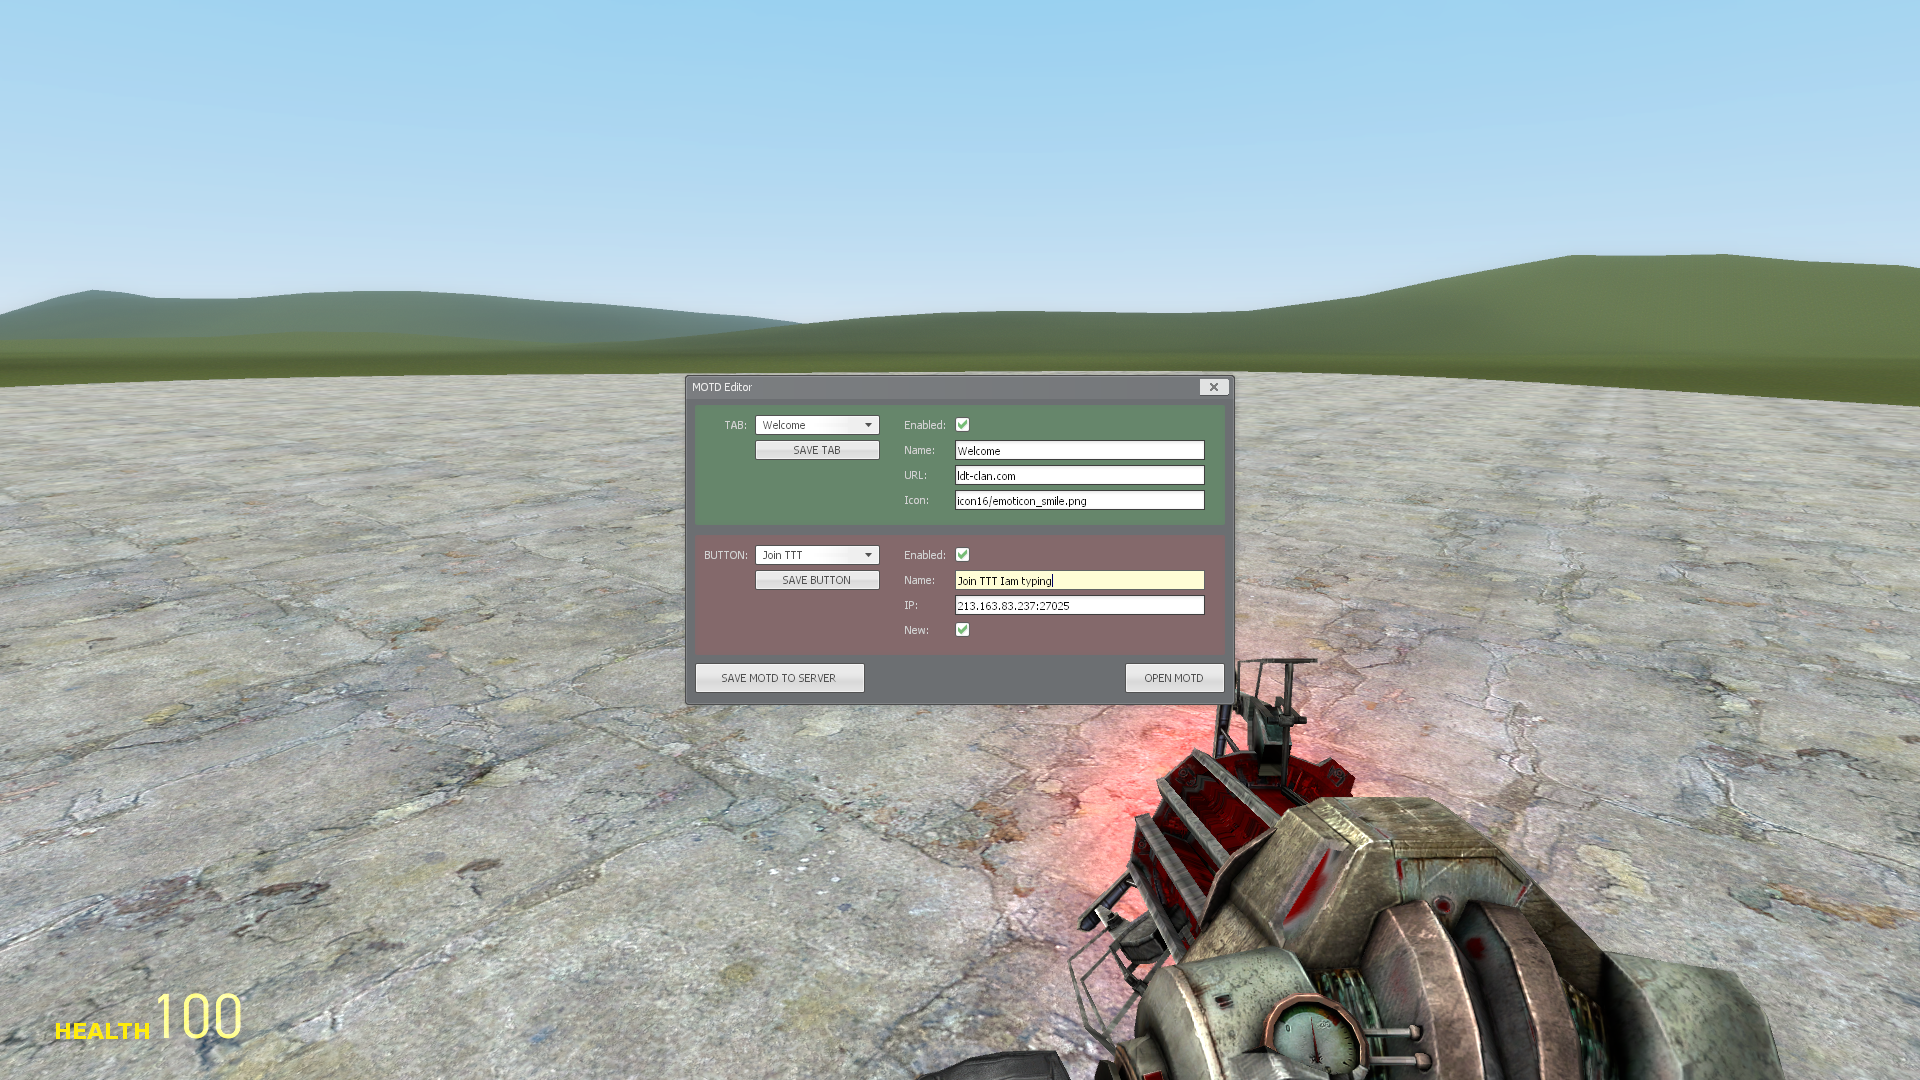 MOTD Editor
TAB: Welcome Enabled:
SAVE TAB Name: Welcome
URL: ldt-clan.com
Icon: icon16/emoticon_smile.png
BUTTON: Join TTT Enabled:
SAVE BUTTON Name: Join TTT Iam typing
IP: 213.163.83.237:27025
New:
SAVE MOTD TO SERVER OPEN MOTD
HEALTH 100